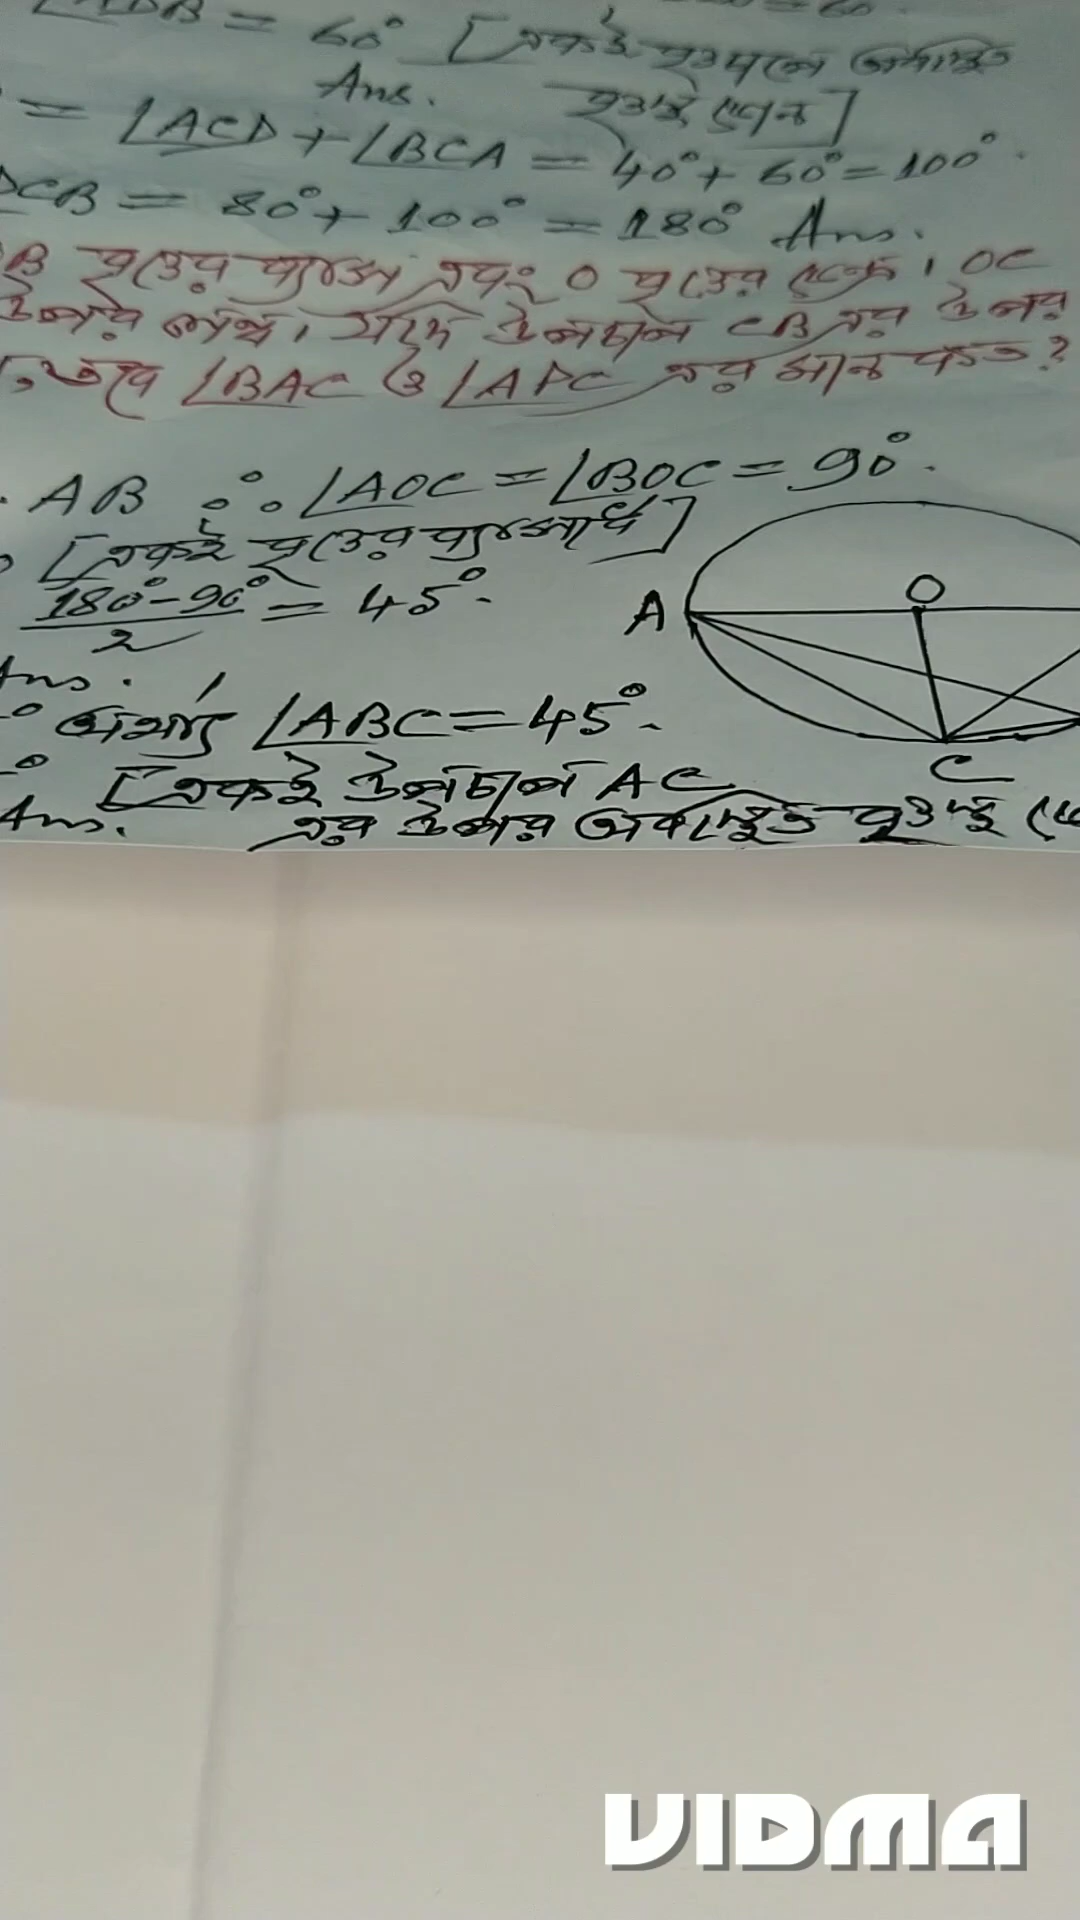 ∠ADB = 60° [একই বৃত্তাংশে অবস্থিত
Ans. বৃত্তস্থ কোণ]
= ∠ACD + ∠BCA = 40° + 60° = 100°.
DCB = 80° + 100° = 180° Ans.
B বৃত্তের ব্যাস এবং O বৃত্তের কেন্দ্র। OC
উপর লম্ব। যদি উপচাপ CB এর উপর
তবে ∠BAC ও ∠APC এর মান কত?
AB ∴ ∠AOC = ∠BOC = 90°.
[একই বৃত্তের ব্যাসার্ধ]
180° - 90° / 2 = 45°.
A O
Ans.
অর্থাৎ ∠ABC = 45°.
C
[একই উপচাপ AC
Ans. এর উপর অবস্থিত বৃত্তস্থ
VIDMA